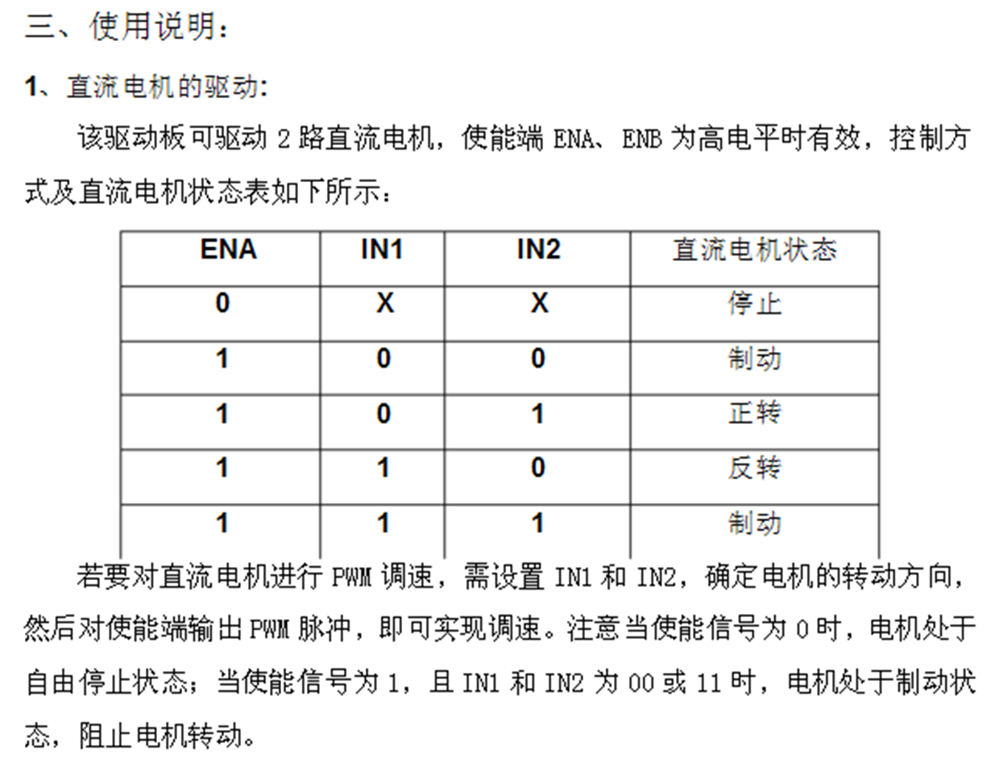 三、使用说明：
1、直流电机的驱动:
该驱动板可驱动 2 路直流电机，使能端 ENA、ENB 为高电平时有效，控制方
式及直流电机状态表如下所示：
ENA IN1 IN2 直流电机状态
0 X X 停止
1 0 0 制动
1 0 1 正转
1 1 0 反转
1 1 1 制动
若要对直流电机进行 PWM 调速，需设置 IN1 和 IN2，确定电机的转动方向，
然后对使能端输出 PWM 脉冲，即可实现调速。注意当使能信号为 0 时，电机处于
自由停止状态；当使能信号为 1，且 IN1 和 IN2 为 00 或 11 时，电机处于制动状
态，阻止电机转动。